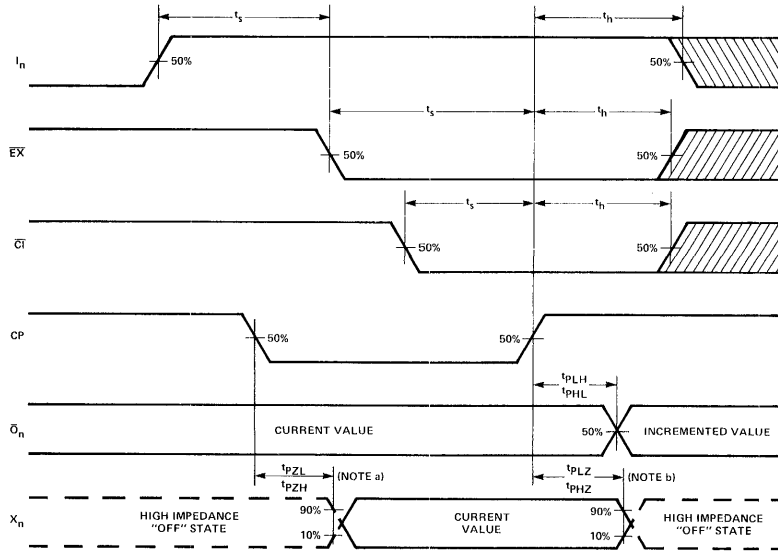 ts
th
In
50%
50%
ts
th
EX
50%
50%
ts
th
CI
50%
50%
CP
50%
50%
tPLH
tPHL
Ōn
CURRENT VALUE
50%
INCREMENTED VALUE
tPZL
tPZH
(NOTE a)
tPLZ
tPHZ
(NOTE b)
Xn
HIGH IMPEDANCE
"OFF" STATE
90%
10%
CURRENT
VALUE
90%
10%
HIGH IMPEDANCE
"OFF" STATE